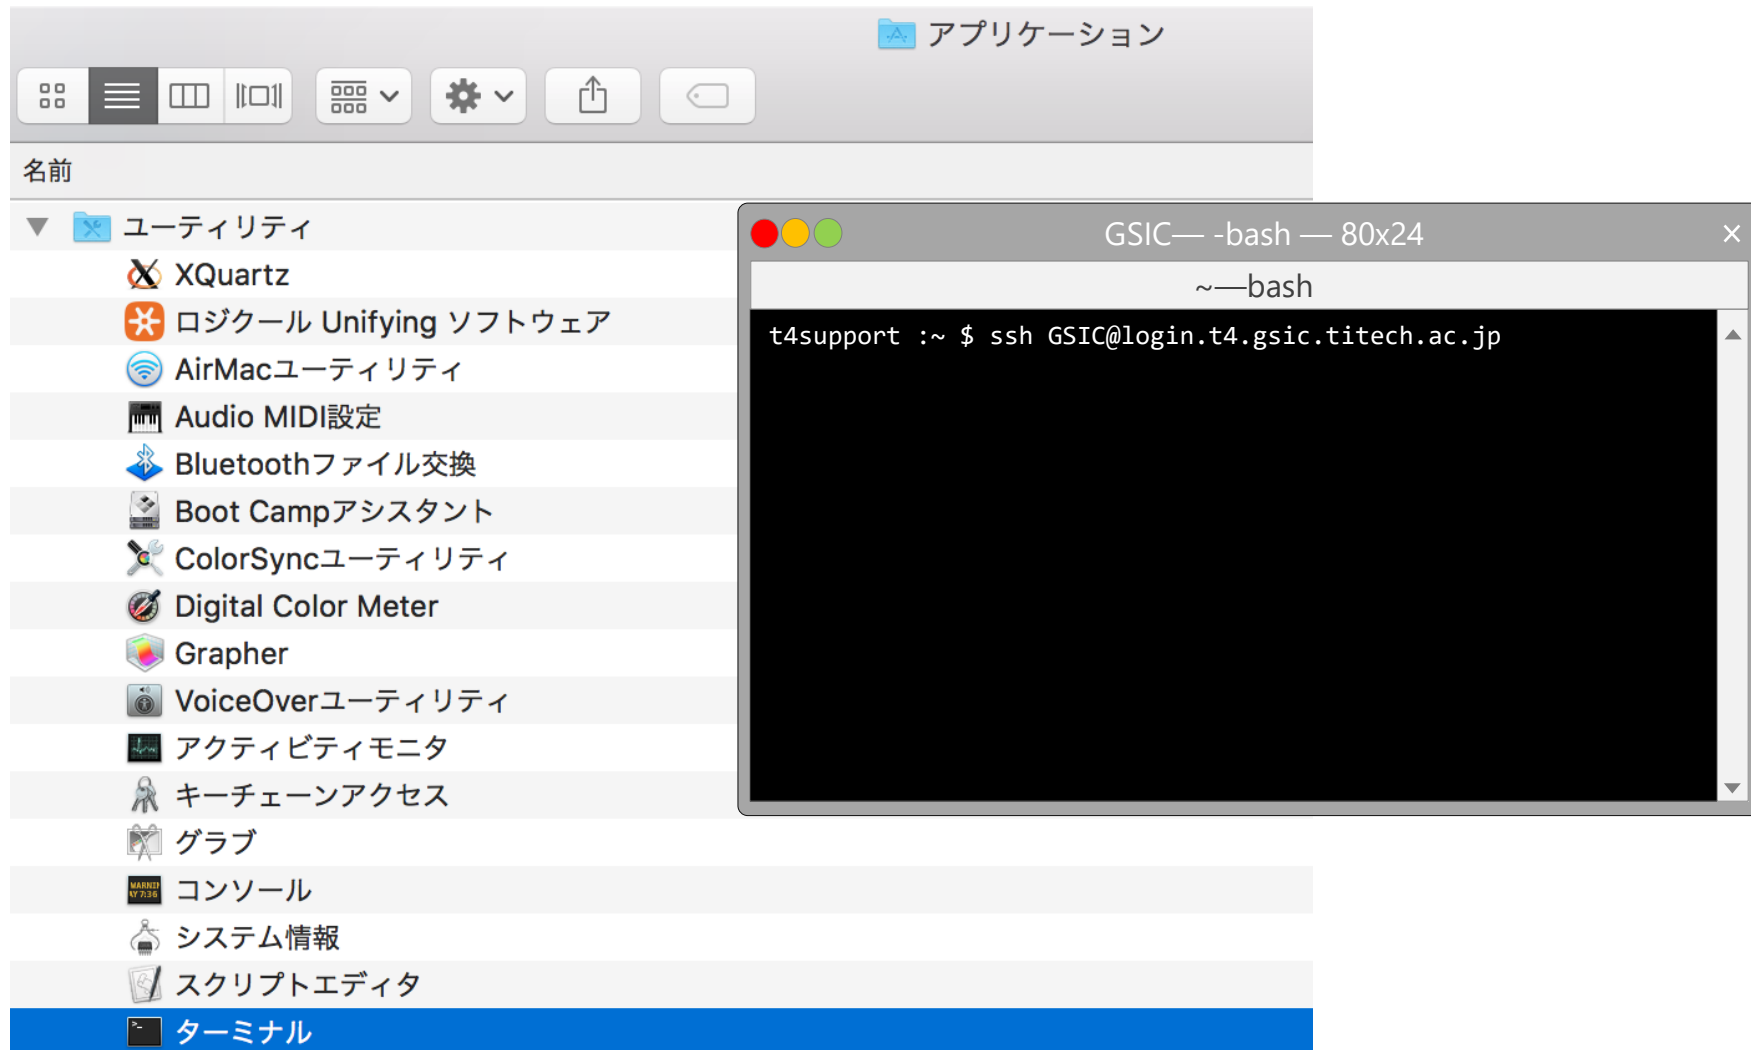 アプリケーション
名前
ユーティリティ
XQuartz
ロジクール Unifying ソフトウェア
AirMacユーティリティ
Audio MIDI設定
Bluetoothファイル交換
Boot Campアシスタント
ColorSyncユーティリティ
Digital Color Meter
Grapher
VoiceOverユーティリティ
アクティビティモニタ
キーチェーンアクセス
グラブ
WARNIN
コンソール
システム情報
スクリプトエディタ
ターミナル
GSIC— -bash — 80x24
~—bash
t4support :~ $ ssh GSIC@login.t4.gsic.titech.ac.jp